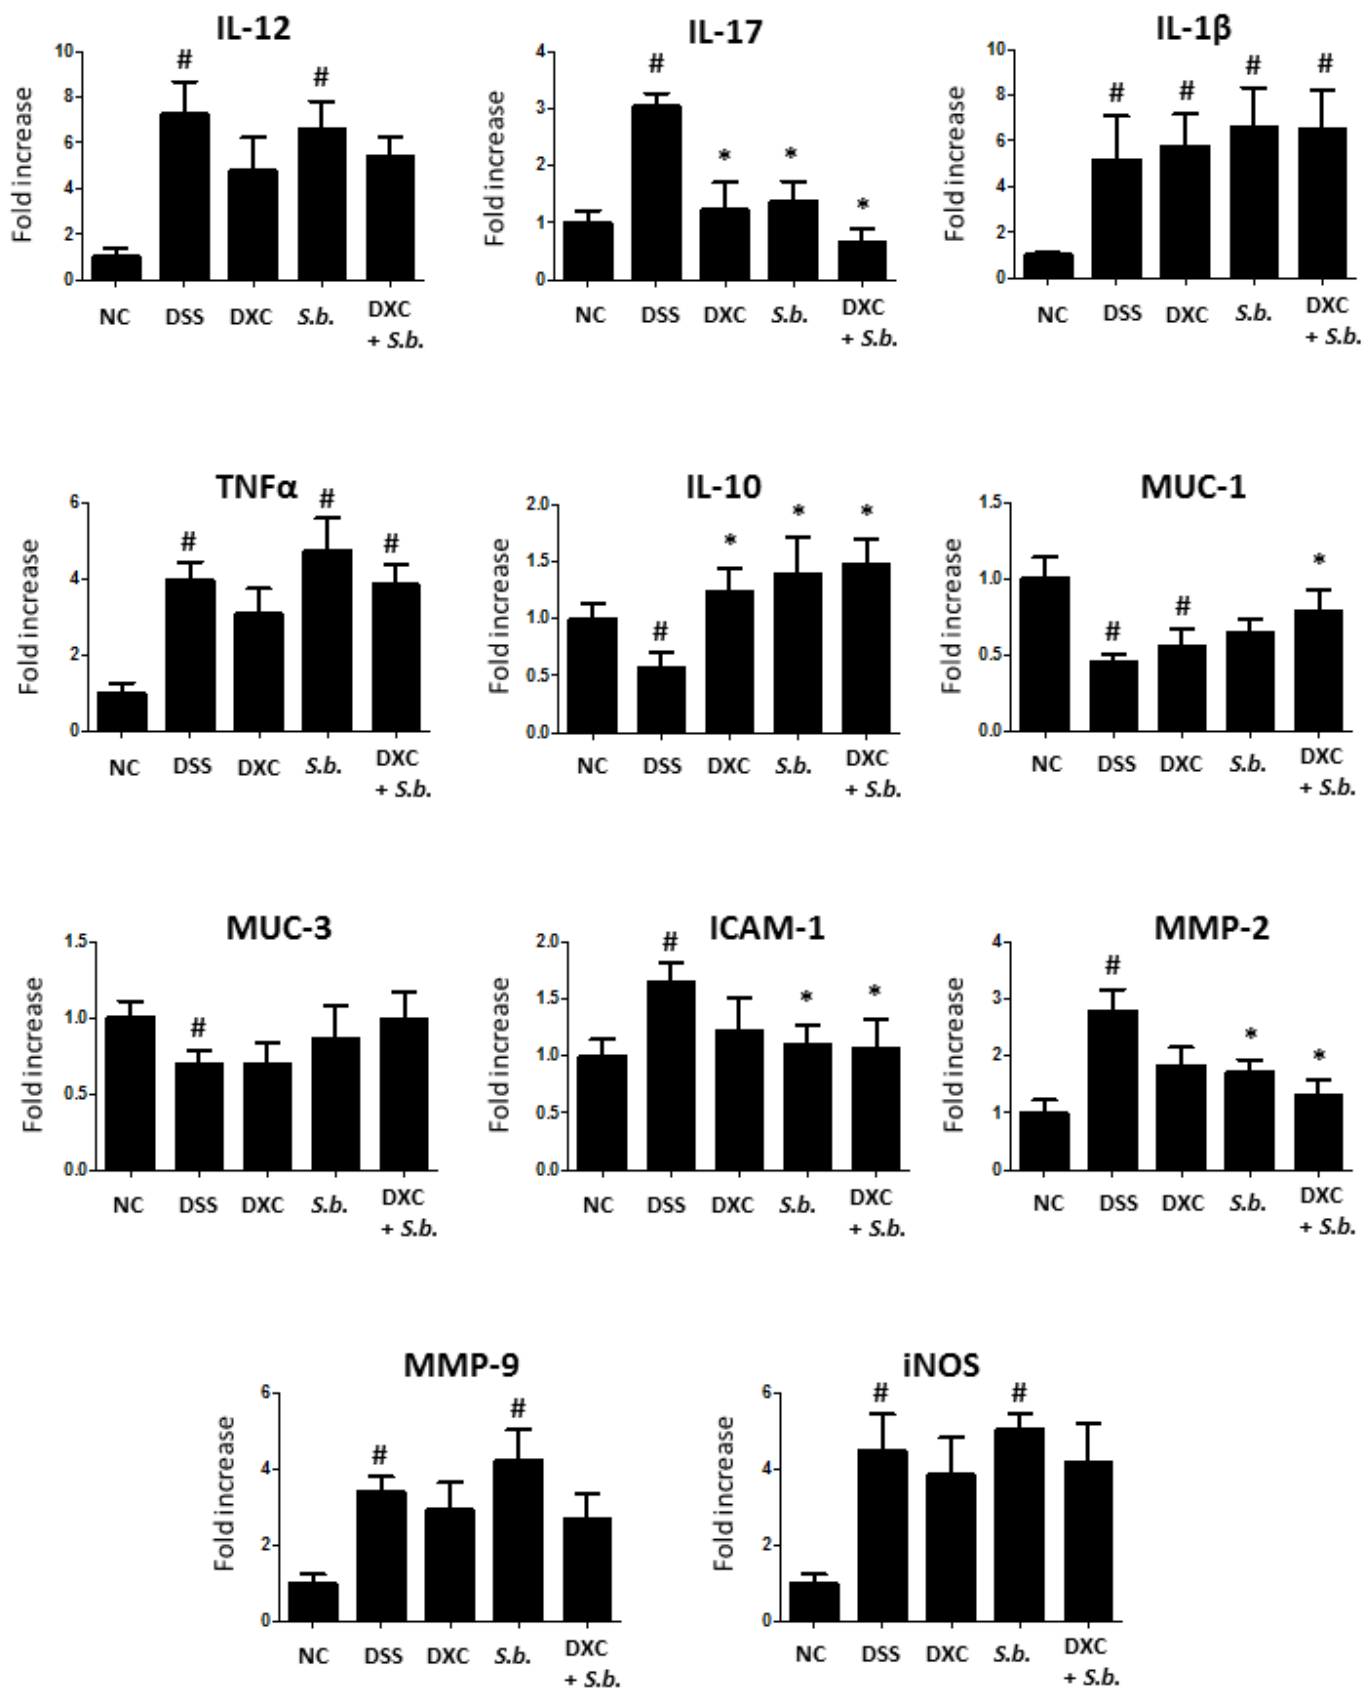 IL-12
Fold increase
10
8
6
4
2
0
# #
NC DSS DXC S.b. DXC
+ S.b.
IL-17
Fold increase
4
3
2
1
0
# * * *
NC DSS DXC S.b. DXC
+ S.b.
IL-1β
Fold increase
10
8
6
4
2
0
# # # #
NC DSS DXC S.b. DXC
+ S.b.
TNFα
Fold increase
6
4
2
0
# # #
NC DSS DXC S.b. DXC
+ S.b.
IL-10
Fold increase
2.0
1.5
1.0
0.5
0.0
# * * *
NC DSS DXC S.b. DXC
+ S.b.
MUC-1
Fold increase
1.5
1.0
0.5
0.0
# # *
NC DSS DXC S.b. DXC
+ S.b.
MUC-3
Fold increase
1.5
1.0
0.5
0.0
#
NC DSS DXC S.b. DXC
+ S.b.
ICAM-1
Fold increase
2.0
1.5
1.0
0.5
0.0
# * *
NC DSS DXC S.b. DXC
+ S.b.
MMP-2
Fold increase
4
3
2
1
0
# * *
NC DSS DXC S.b. DXC
+ S.b.
MMP-9
Fold increase
6
4
2
0
# #
NC DSS DXC S.b. DXC
+ S.b.
iNOS
Fold increase
6
4
2
0
# #
NC DSS DXC S.b. DXC
+ S.b.